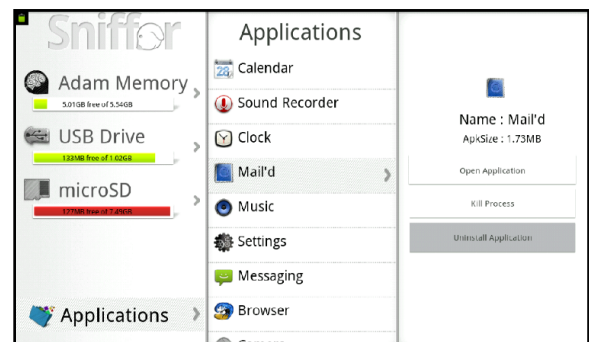 Sniffer
Adam Memory
5.01GB free of 5.54GB
USB Drive
133MB free of 1.02GB
microSD
177MB free of 7.49GB
Applications
Applications
28
Calendar
Sound Recorder
Clock
Mail'd
Music
Settings
Messaging
Browser
Name : Mail'd
ApkSize : 1.73MB
Open Application
Kill Process
Uninstall Application